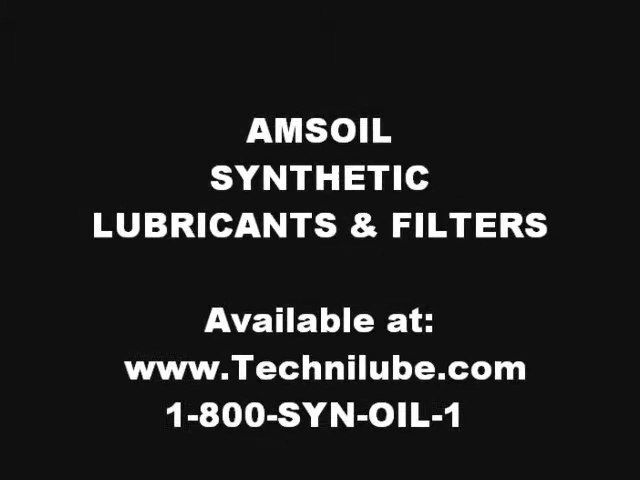 AMSOIL
SYNTHETIC
LUBRICANTS & FILTERS
Available at:
www.Technilube.com
1-800-SYN-OIL-1